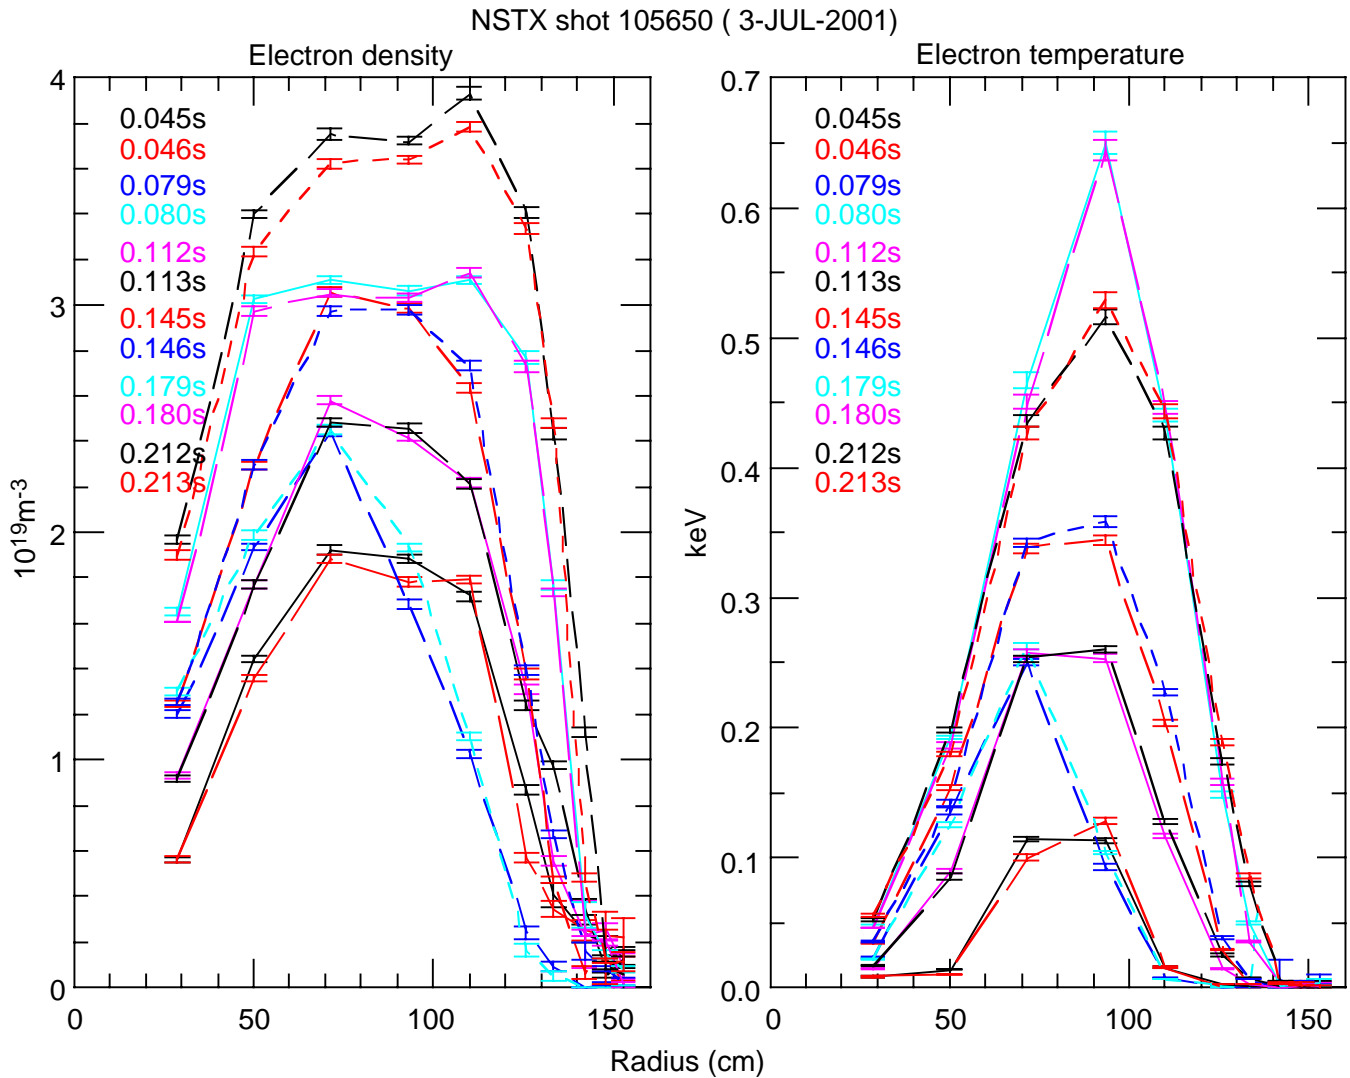 NSTX shot 105650 ( 3-JUL-2001)
Electron density
4
3
2
1
0
10¹⁹m⁻³
0.045s
0.046s
0.079s
0.080s
0.112s
0.113s
0.145s
0.146s
0.179s
0.180s
0.212s
0.213s
0 50 100 150
Electron temperature
0.7
0.6
0.5
0.4
0.3
0.2
0.1
0.0
keV
0.045s
0.046s
0.079s
0.080s
0.112s
0.113s
0.145s
0.146s
0.179s
0.180s
0.212s
0.213s
0 50 100 150
Radius (cm)